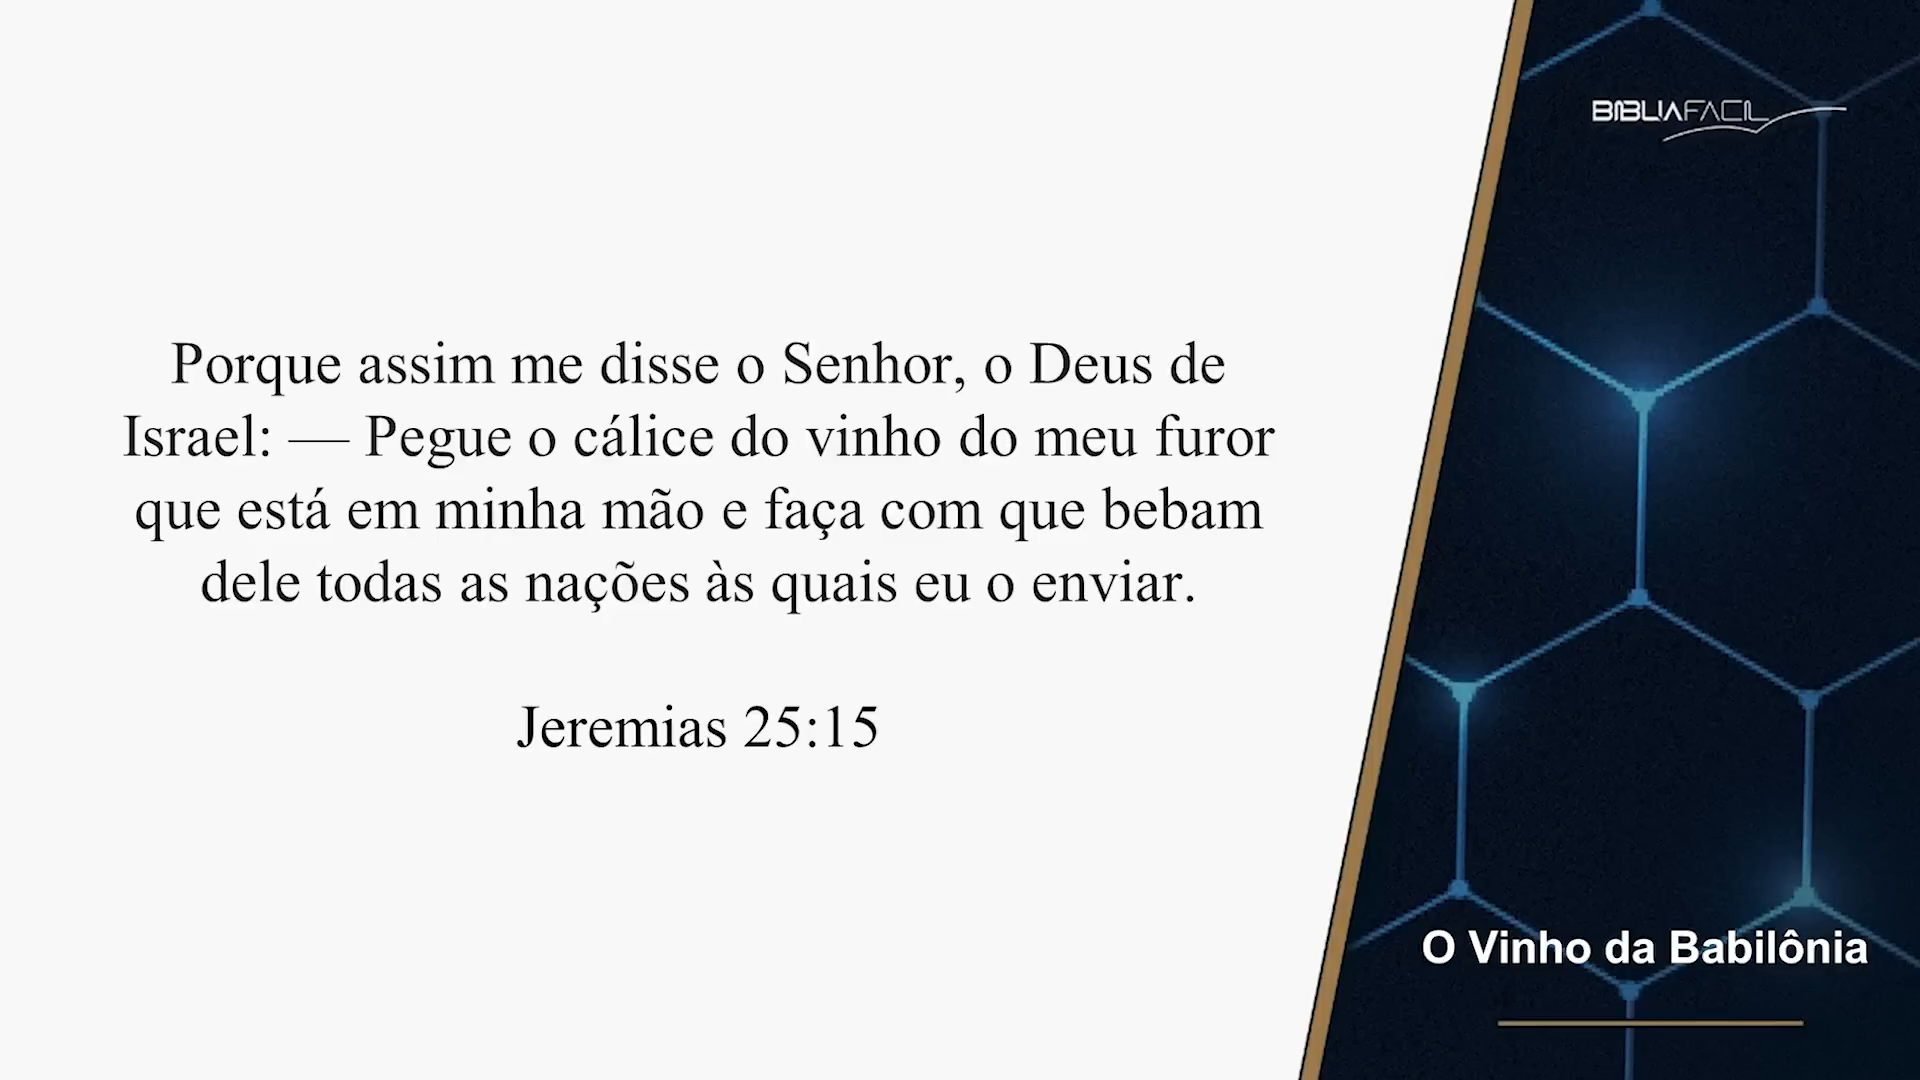 Porque assim me disse o Senhor, o Deus de
Israel: — Pegue o cálice do vinho do meu furor
que está em minha mão e faça com que bebam
dele todas as nações às quais eu o enviar.
Jeremias 25:15
BIBLIAFACIL
O Vinho da Babilônia